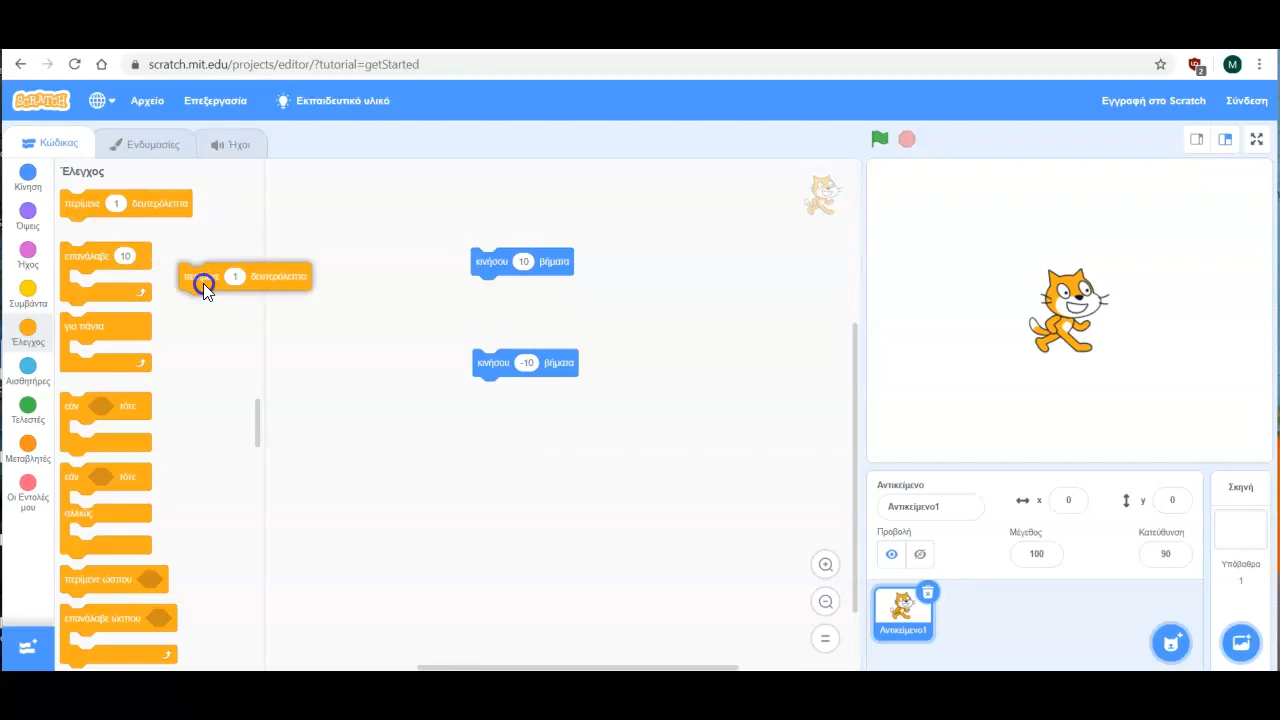 scratch.mit.edu/projects/editor/?tutorial=getStarted
2
M
SCRATCH
Αρχείο
Επεξεργασία
Εκπαιδευτικό υλικό
Εγγραφή στο Scratch
Σύνδεση
Κώδικας
Ενδυμασίες
Ήχοι
Κίνηση
Όψεις
Ήχος
Συμβάντα
Έλεγχος
Αισθητήρες
Τελεστές
Μεταβλητές
Οι Εντολές
μου
Έλεγχος
περίμενε 1 δευτερόλεπτα
επανάλαβε 10
για πάντα
εάν τότε
εάν τότε
αλλιώς
περίμενε ώσπου
επανάλαβε ώσπου
1 δευτερόλεπτα
κινήσου 10 βήματα
κινήσου -10 βήματα
Αντικείμενο
Αντικείμενο1
x 0
y 0
Προβολή
Μέγεθος
100
Κατεύθυνση
90
Αντικείμενο1
Σκηνή
Υπόβαθρα
1